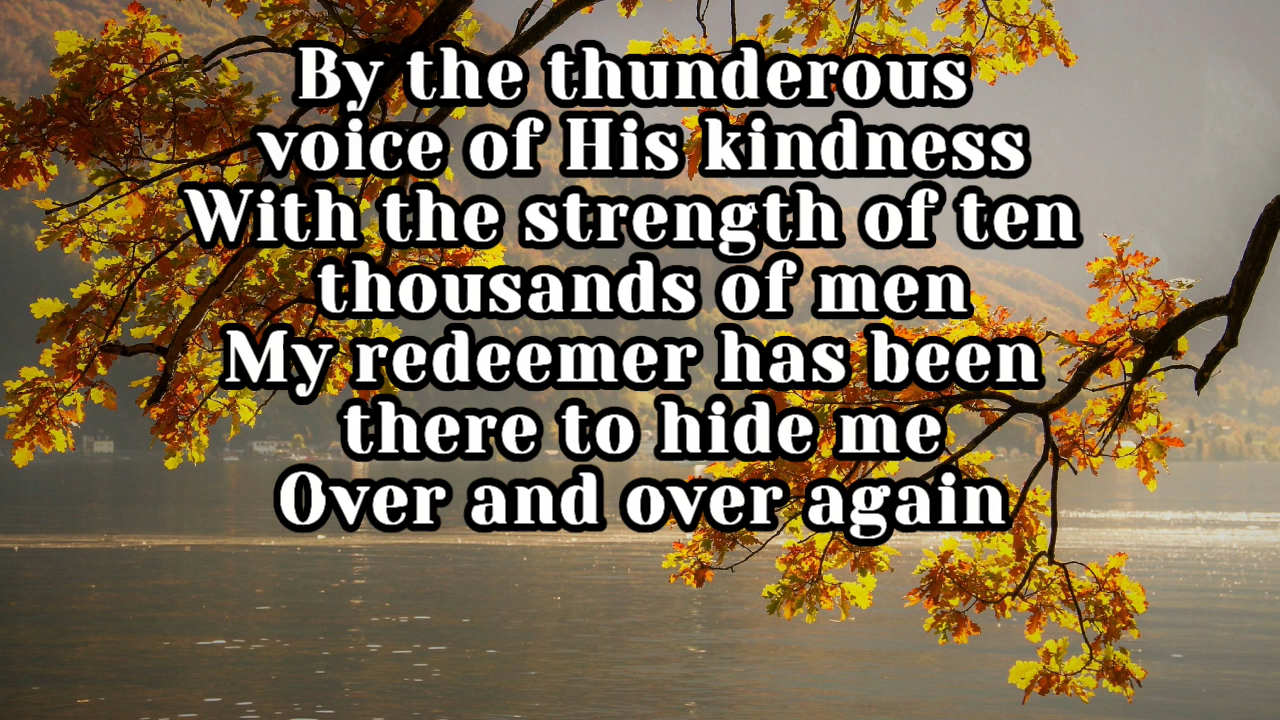 By the thunderous
voice of His kindness
With the strength of ten
thousands of men
My redeemer has been
there to hide me
Over and over again